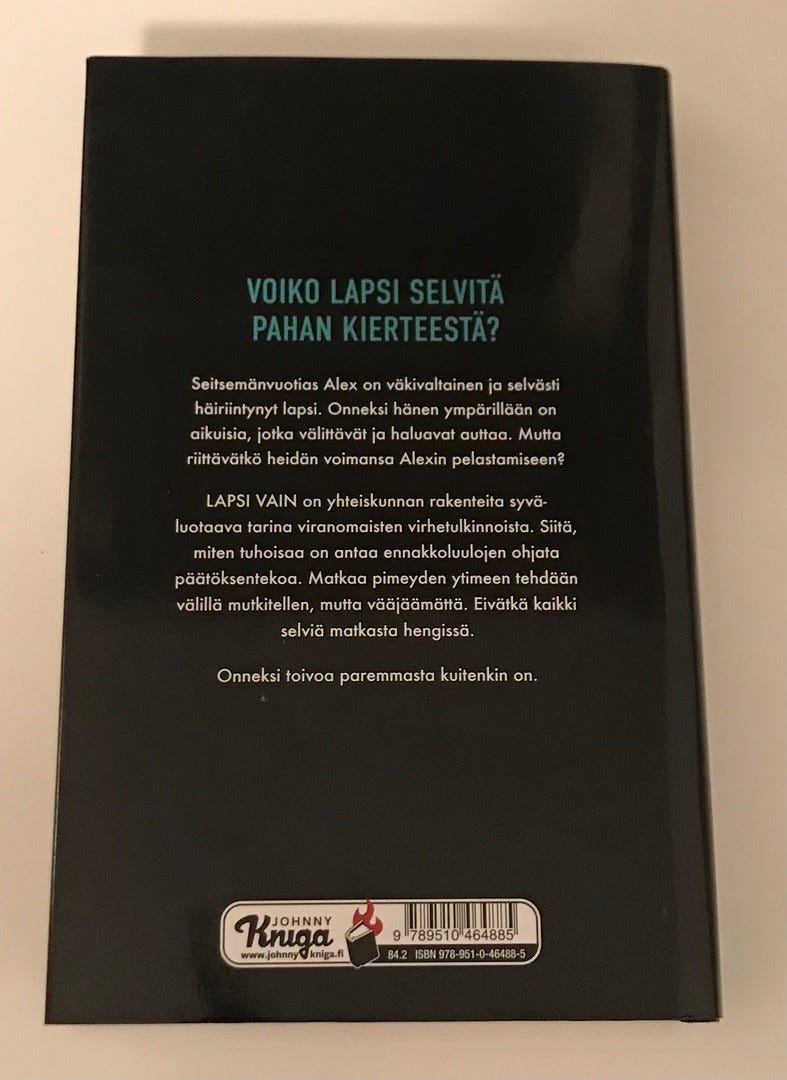 VOIKO LAPSI SELVITÄ
PAHAN KIERTEESTÄ?
Seitsemänvuotias Alex on väkivaltainen ja selvästi
häiriintynyt lapsi. Onneksi hänen ympärillään on
aikuisia, jotka välittävät ja haluavat auttaa. Mutta
riittävätkö heidän voimansa Alexin pelastamiseen?
LAPSI VAIN on yhteiskunnan rakenteita syvä-
luotaava tarina viranomaisten virhetulkinnoista. Siitä,
miten tuhoisaa on antaa ennakkoluulojen ohjata
päätöksentekoa. Matkaa pimeyden ytimeen tehdään
välillä mutkitellen, mutta vääjäämättä. Eivätkä kaikki
selviä matkasta hengissä.
Onneksi toivoa paremmasta kuitenkin on.
JOHNNY
Kniga
www.johnnykniga.fi
9 789510 464885
84.2 ISBN 978-951-0-46488-5